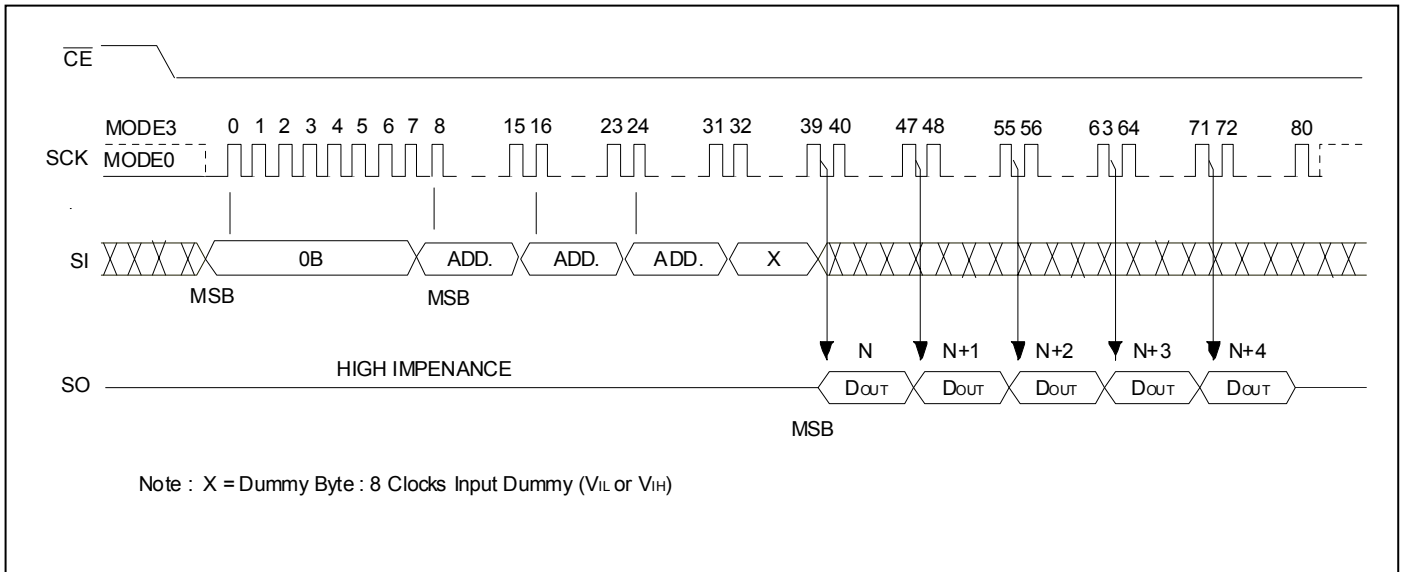 CE
MODE3 0 1 2 3 4 5 6 7 8 15 16 23 24 31 32 39 40 47 48 55 56 63 64 71 72 80
SCK MODE0
SI 0B ADD. ADD. ADD. X
MSB MSB
N N+1 N+2 N+3 N+4
HIGH IMPENANCE
SO DOUT DOUT DOUT DOUT DOUT
MSB
Note : X = Dummy Byte : 8 Clocks Input Dummy (VIL or VIH)